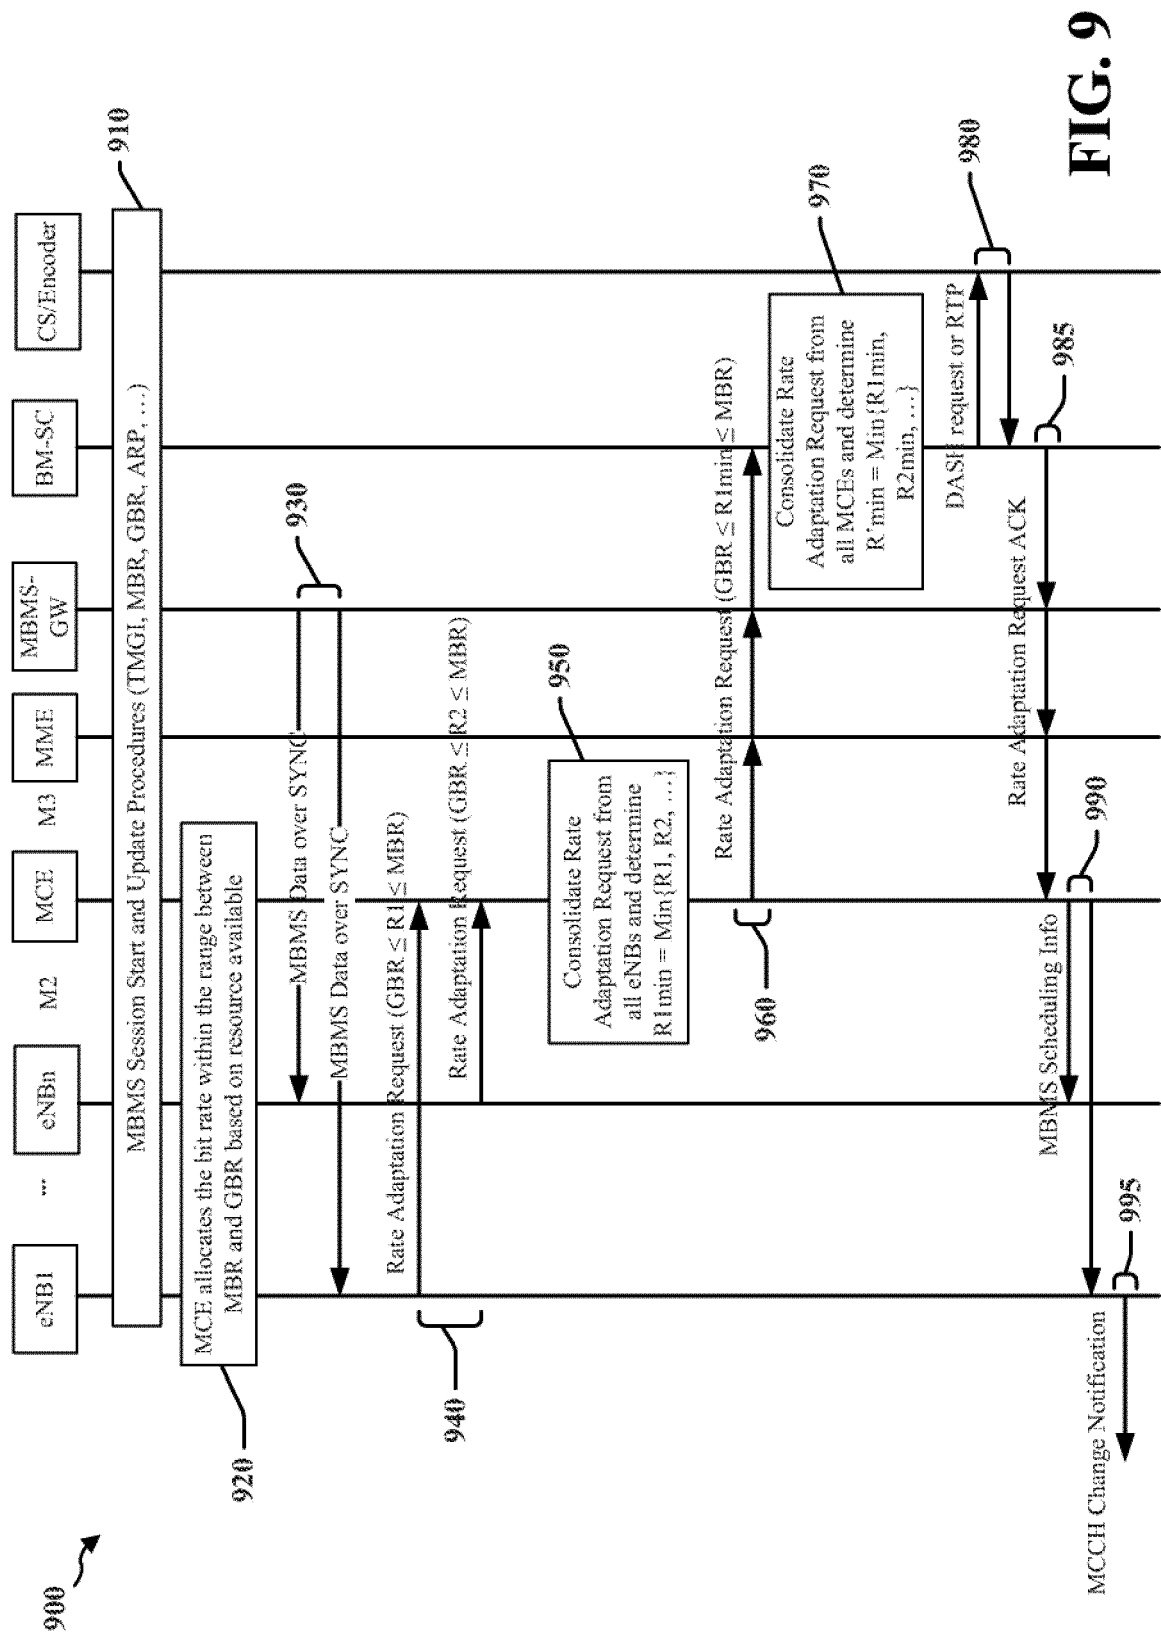 900
eNB1
...
eNBn
M2
MCE
M3
MME
MBMS-
GW
BM-SC
CS/Encoder
910
MBMS Session Start and Update Procedures (TMGI, MBR, GBR, ARP, …)
920
MCE allocates the bit rate within the range between
MBR and GBR based on resource available
930
MBMS Data over SYNC
MBMS Data over SYNC
940
Rate Adaptation Request (GBR ≤ R1 ≤ MBR)
Rate Adaptation Request (GBR ≤ R2 ≤ MBR)
950
Consolidate Rate
Adaptation Request from
all eNBs and determine
R1min = Min{R1, R2, …}
960
Rate Adaptation Request (GBR ≤ R1min ≤ MBR)
970
Consolidate Rate
Adaptation Request from
all MCEs and determine
R'min = Min{R1min,
R2min, …}
980
DASH request or RTP
985
Rate Adaptation Request ACK
990
MBMS Scheduling Info
995
MCCH Change Notification
FIG. 9